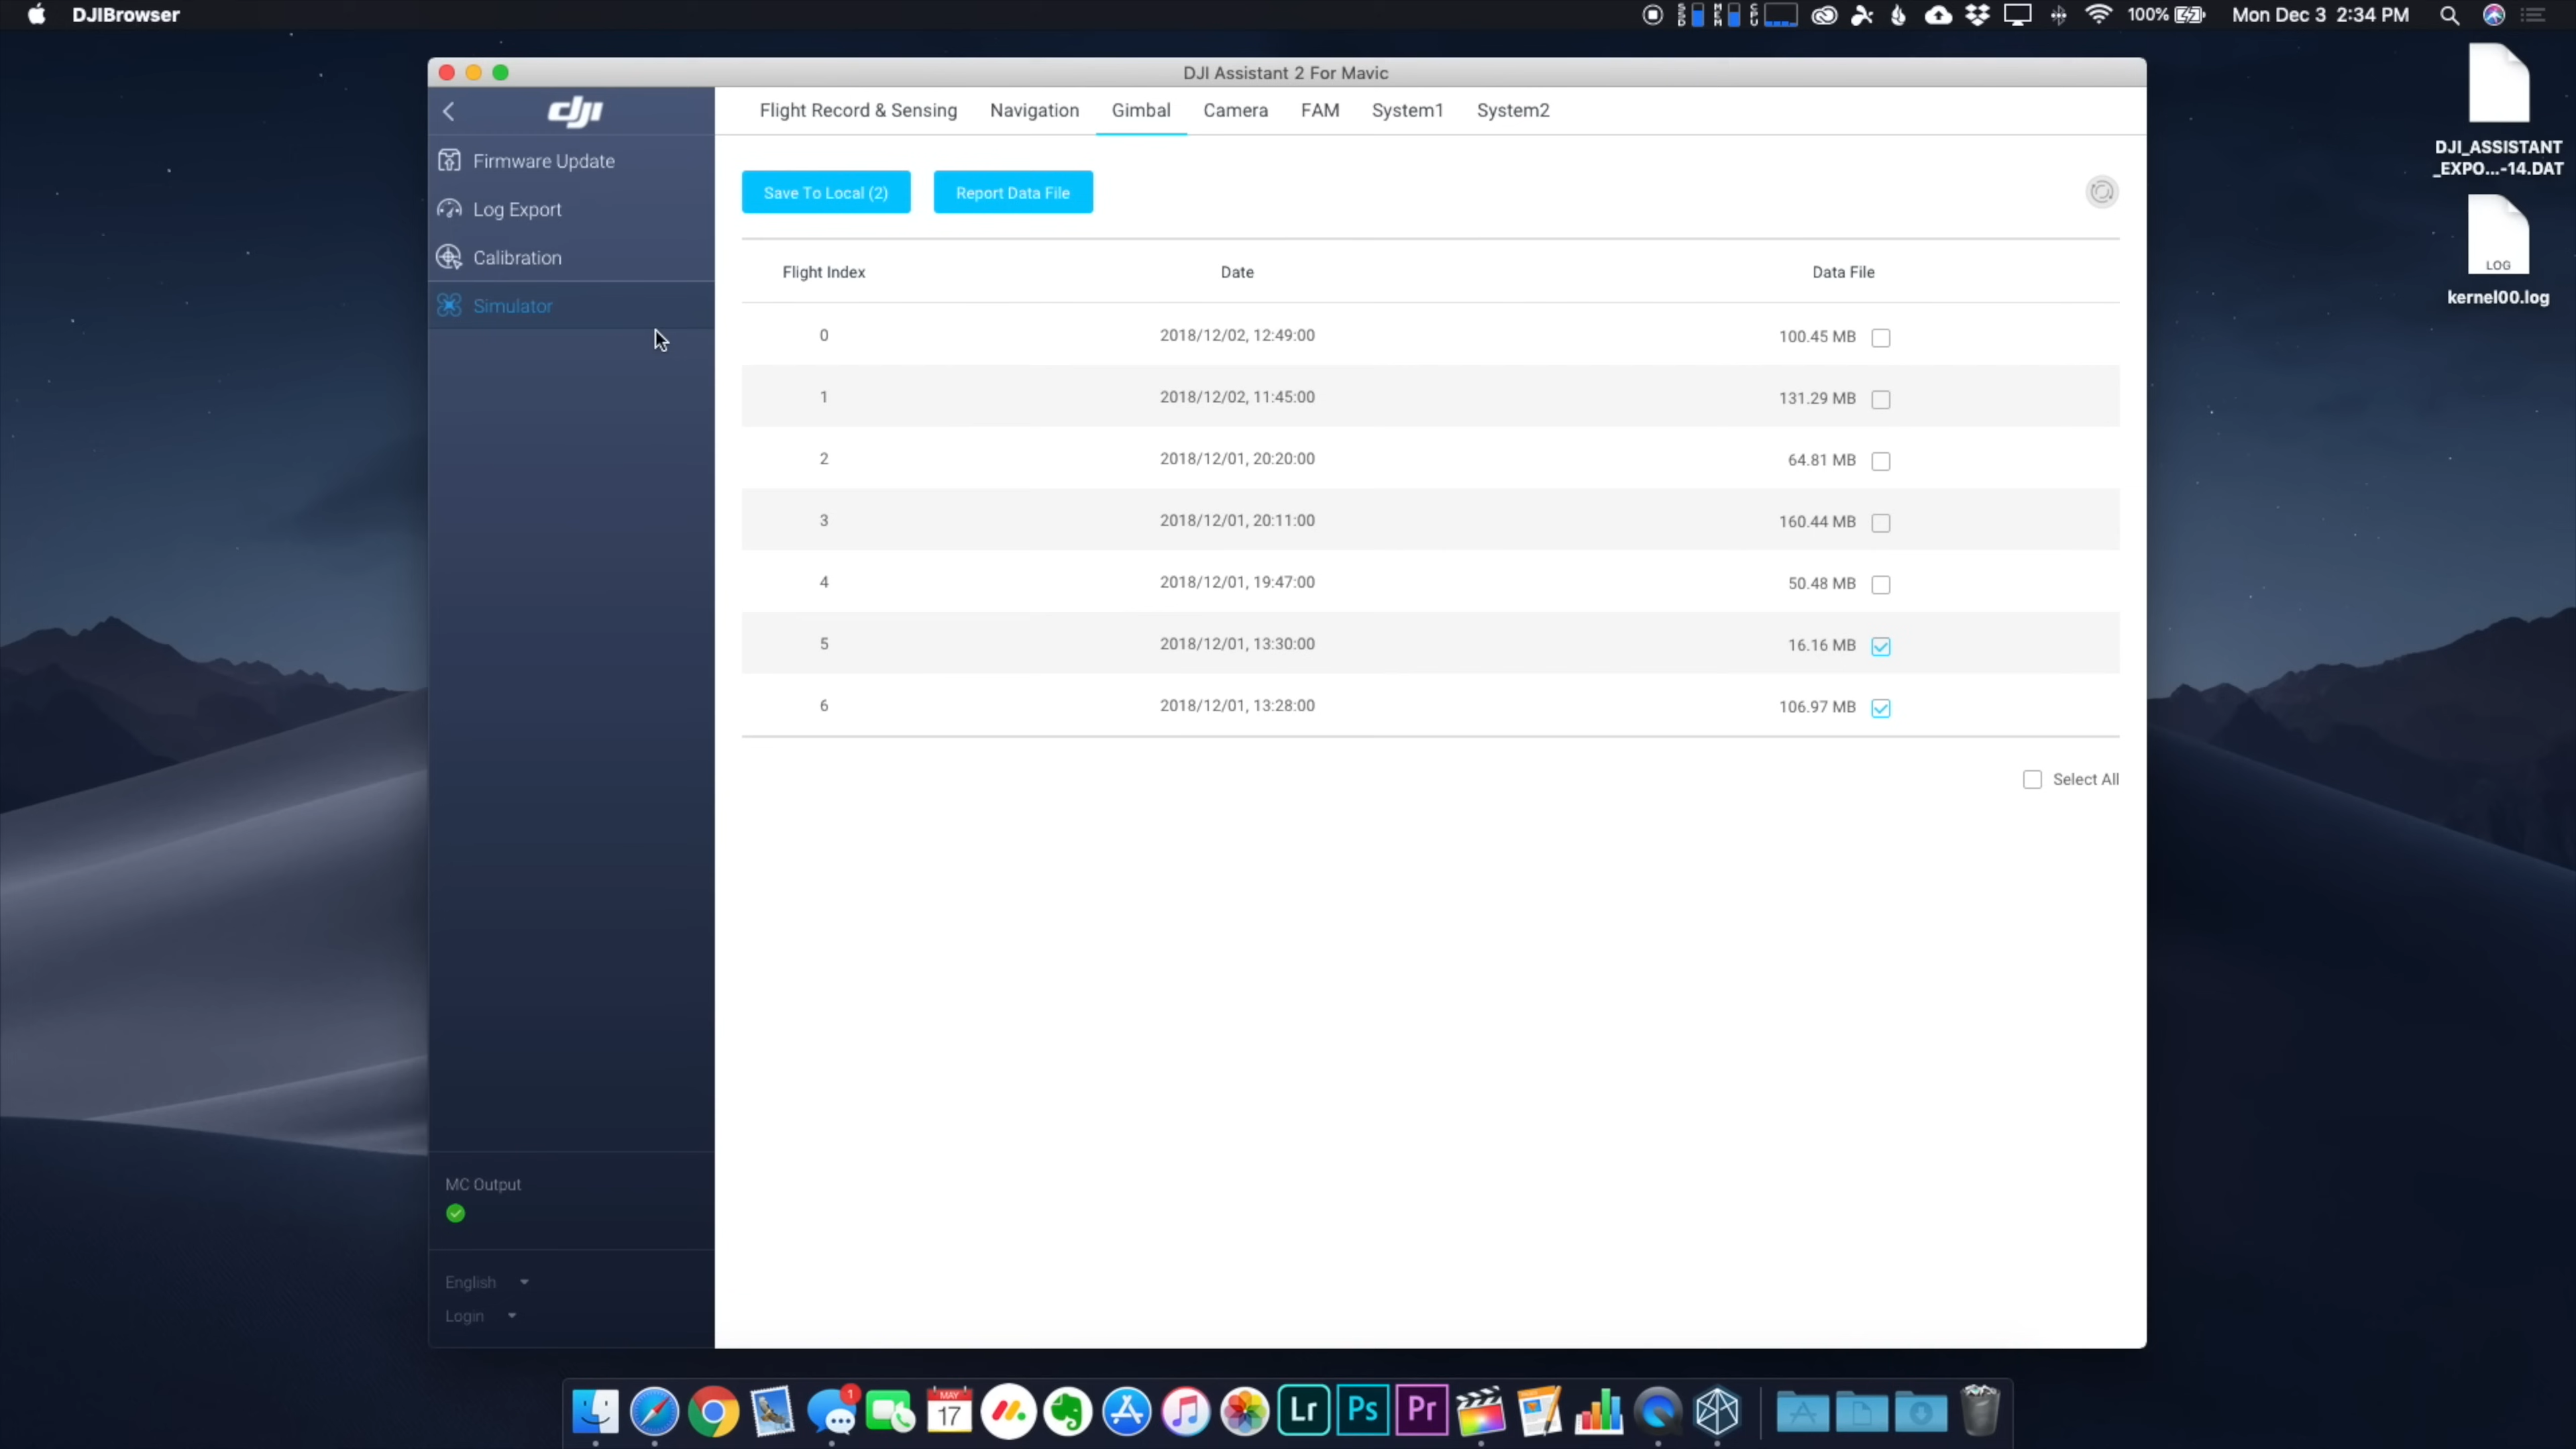 DJIBrowser
SSD
MEM
CPU
100%
Mon Dec 3 2:34 PM
DJI Assistant 2 For Mavic
dji
Flight Record & Sensing Navigation Gimbal Camera FAM System1 System2
Firmware Update
Log Export
Calibration
Simulator
Save To Local (2) Report Data File
Flight Index Date Data File
0 2018/12/02, 12:49:00 100.45 MB
1 2018/12/02, 11:45:00 131.29 MB
2 2018/12/01, 20:20:00 64.81 MB
3 2018/12/01, 20:11:00 160.44 MB
4 2018/12/01, 19:47:00 50.48 MB
5 2018/12/01, 13:30:00 16.16 MB
6 2018/12/01, 13:28:00 106.97 MB
Select All
MC Output
English
Login
DJI_ASSISTANT
_EXPO...-14.DAT
LOG
kernel00.log
1
MAY
17
Lr
Ps
Pr